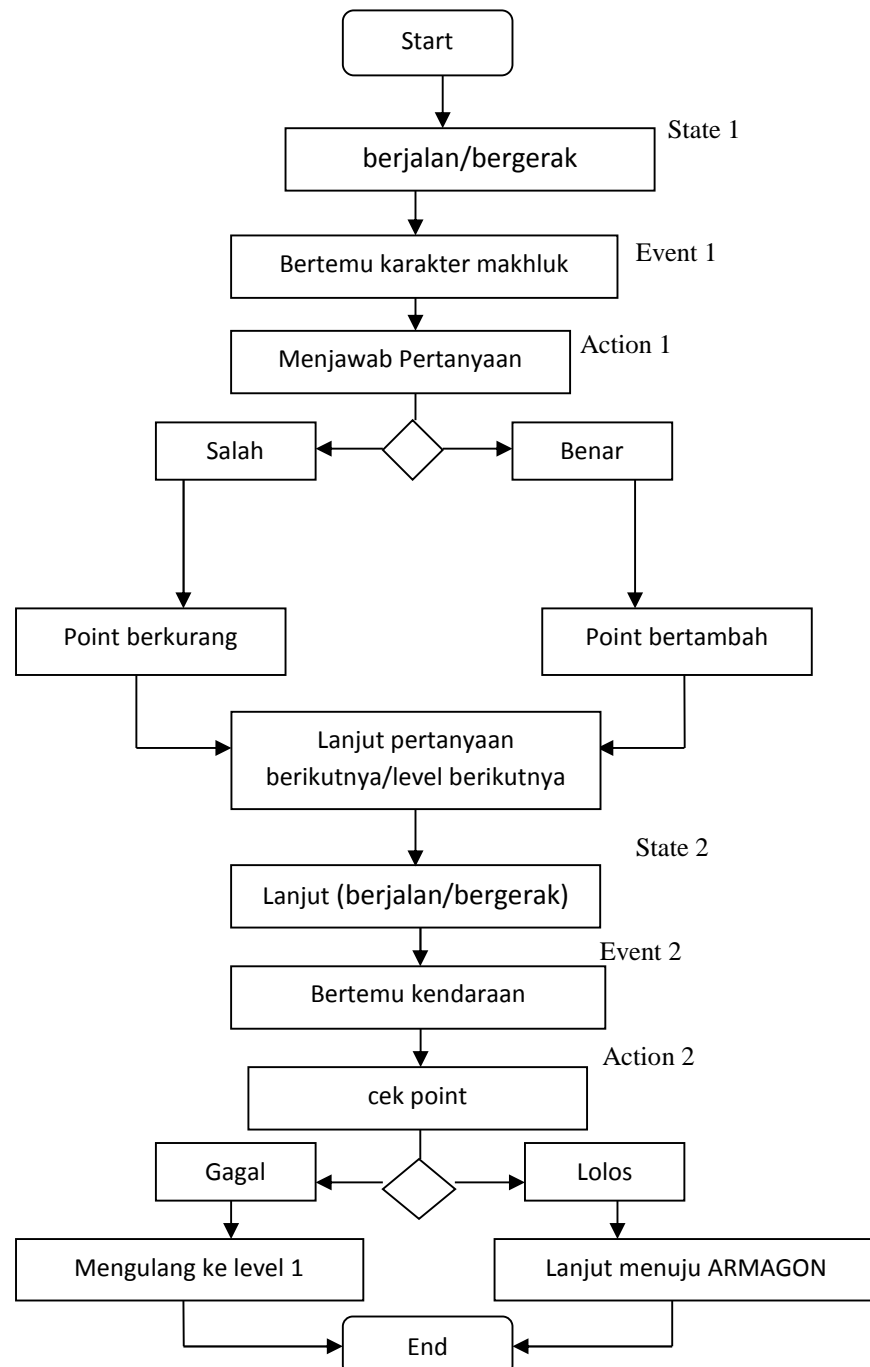 Start
State 1
berjalan/bergerak
Event 1
Bertemu karakter makhluk
Action 1
Menjawab Pertanyaan
Salah
Benar
Point berkurang
Point bertambah
Lanjut pertanyaan
berikutnya/level berikutnya
State 2
Lanjut (berjalan/bergerak)
Event 2
Bertemu kendaraan
Action 2
cek point
Gagal
Lolos
Mengulang ke level 1
Lanjut menuju ARMAGON
End